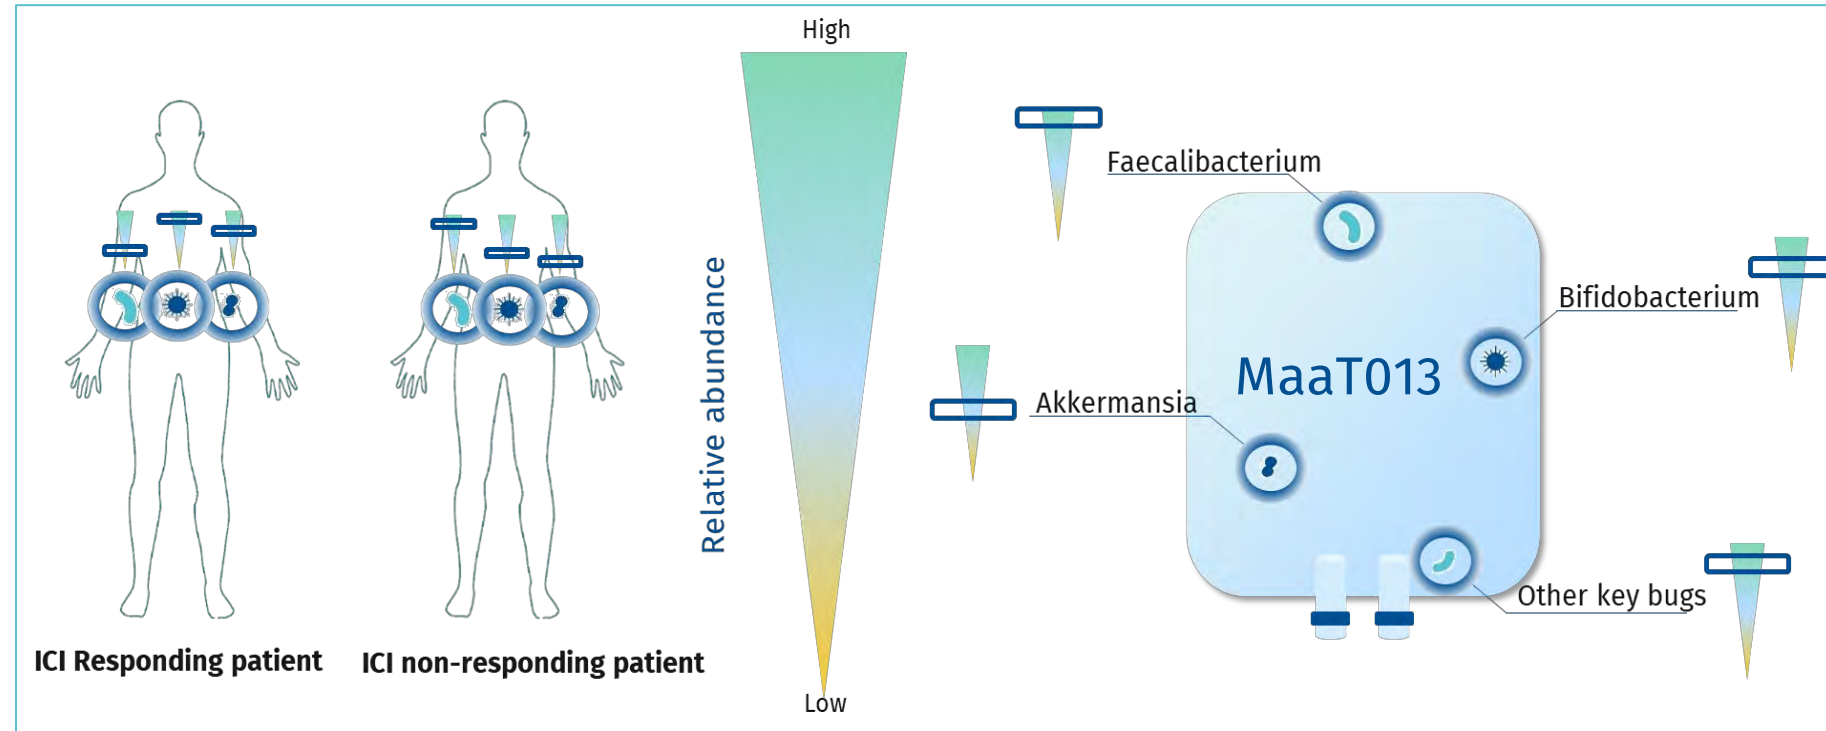 High
Faecalibacterium
Bifidobacterium
Relative abundance
MaaT013
Akkermansia
Other key bugs
ICI Responding patient
ICI non-responding patient
Low